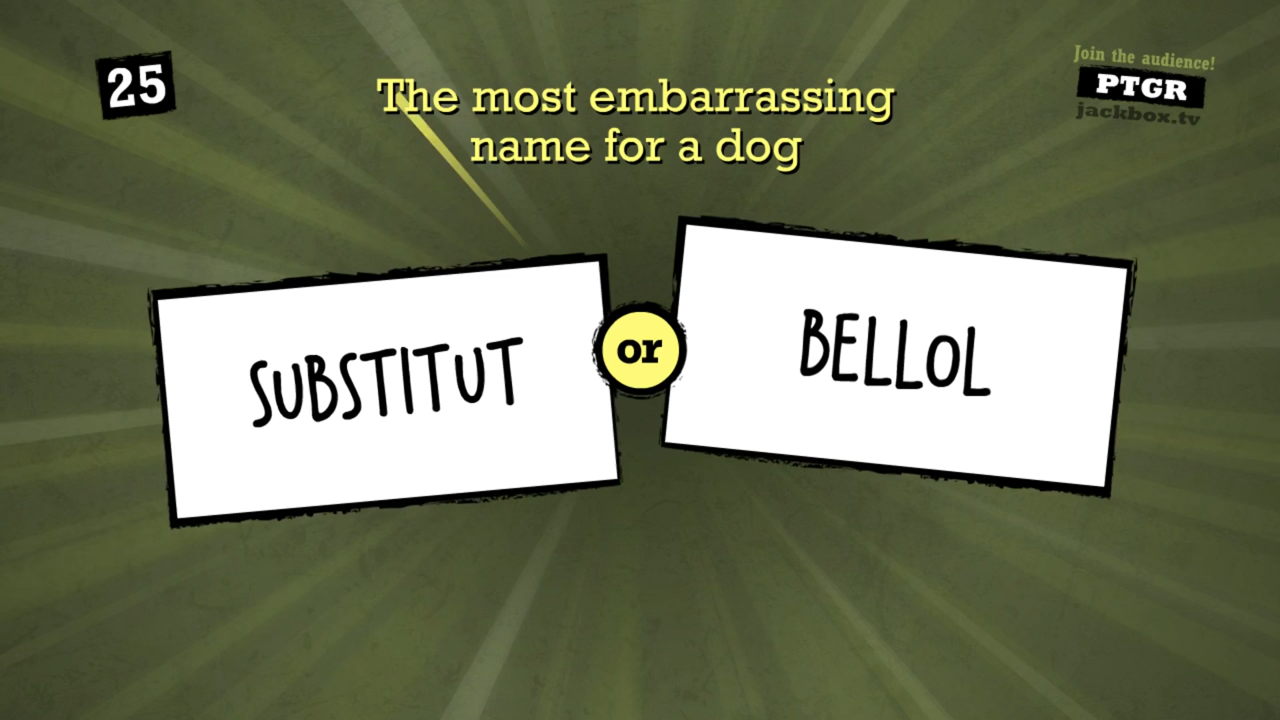 25
The most embarrassing
name for a dog
Join the audience!
PTGR
jackbox.tv
SUBSTITUT
or
BELLOL